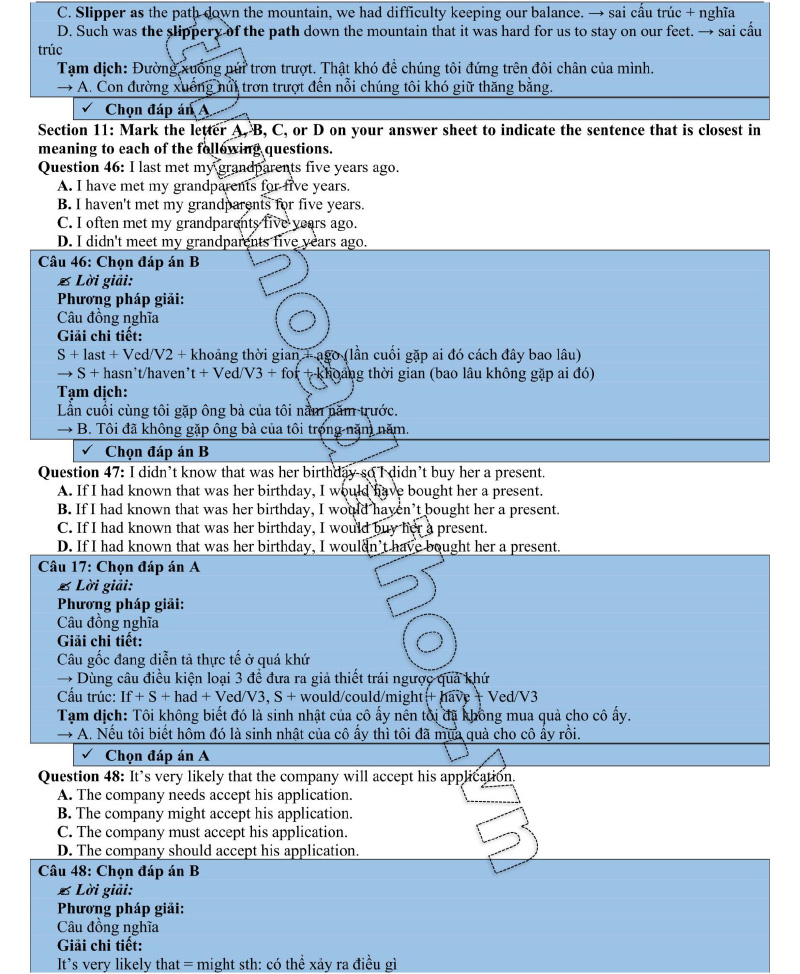 C. Slipper as the path down the mountain, we had difficulty keeping our balance. → sai cấu trúc + nghĩa
D. Such was the slippery of the path down the mountain that it was hard for us to stay on our feet. → sai cấu
trúc
Tạm dịch: Đường xuống núi trơn trượt. Thật khó để chúng tôi đứng trên đôi chân của mình.
→ A. Con đường xuống núi trơn trượt đến nỗi chúng tôi khó giữ thăng bằng.
✓ Chọn đáp án A
Section 11: Mark the letter A, B, C, or D on your answer sheet to indicate the sentence that is closest in
meaning to each of the following questions.
Question 46: I last met my grandparents five years ago.
A. I have met my grandparents for five years.
B. I haven't met my grandparents for five years.
C. I often met my grandparents five years ago.
D. I didn't meet my grandparents five years ago.
Câu 46: Chọn đáp án B
Lời giải:
Phương pháp giải:
Câu đồng nghĩa
Giải chi tiết:
S + last + Ved/V2 + khoảng thời gian + ago (lần cuối gặp ai đó cách đây bao lâu)
→ S + hasn't/haven't + Ved/V3 + for + khoảng thời gian (bao lâu không gặp ai đó)
Tạm dịch:
Lần cuối cùng tôi gặp ông bà của tôi năm năm trước.
→ B. Tôi đã không gặp ông bà của tôi trong năm năm.
✓ Chọn đáp án B
Question 47: I didn't know that was her birthday so I didn't buy her a present.
A. If I had known that was her birthday, I would have bought her a present.
B. If I had known that was her birthday, I would haven't bought her a present.
C. If I had known that was her birthday, I would buy her a present.
D. If I had known that was her birthday, I wouldn't have bought her a present.
Câu 17: Chọn đáp án A
Lời giải:
Phương pháp giải:
Câu đồng nghĩa
Giải chi tiết:
Câu gốc đang diễn tả thực tế ở quá khứ
→ Dùng câu điều kiện loại 3 để đưa ra giả thiết trái ngược quá khứ
Cấu trúc: If + S + had + Ved/V3, S + would/could/might + have + Ved/V3
Tạm dịch: Tôi không biết đó là sinh nhật của cô ấy nên tôi đã không mua quà cho cô ấy.
→ A. Nếu tôi biết hôm đó là sinh nhật của cô ấy thì tôi đã mua quà cho cô ấy rồi.
✓ Chọn đáp án A
Question 48: It's very likely that the company will accept his application.
A. The company needs accept his application.
B. The company might accept his application.
C. The company must accept his application.
D. The company should accept his application.
Câu 48: Chọn đáp án B
Lời giải:
Phương pháp giải:
Câu đồng nghĩa
Giải chi tiết:
It's very likely that = might sth: có thể xảy ra điều gì